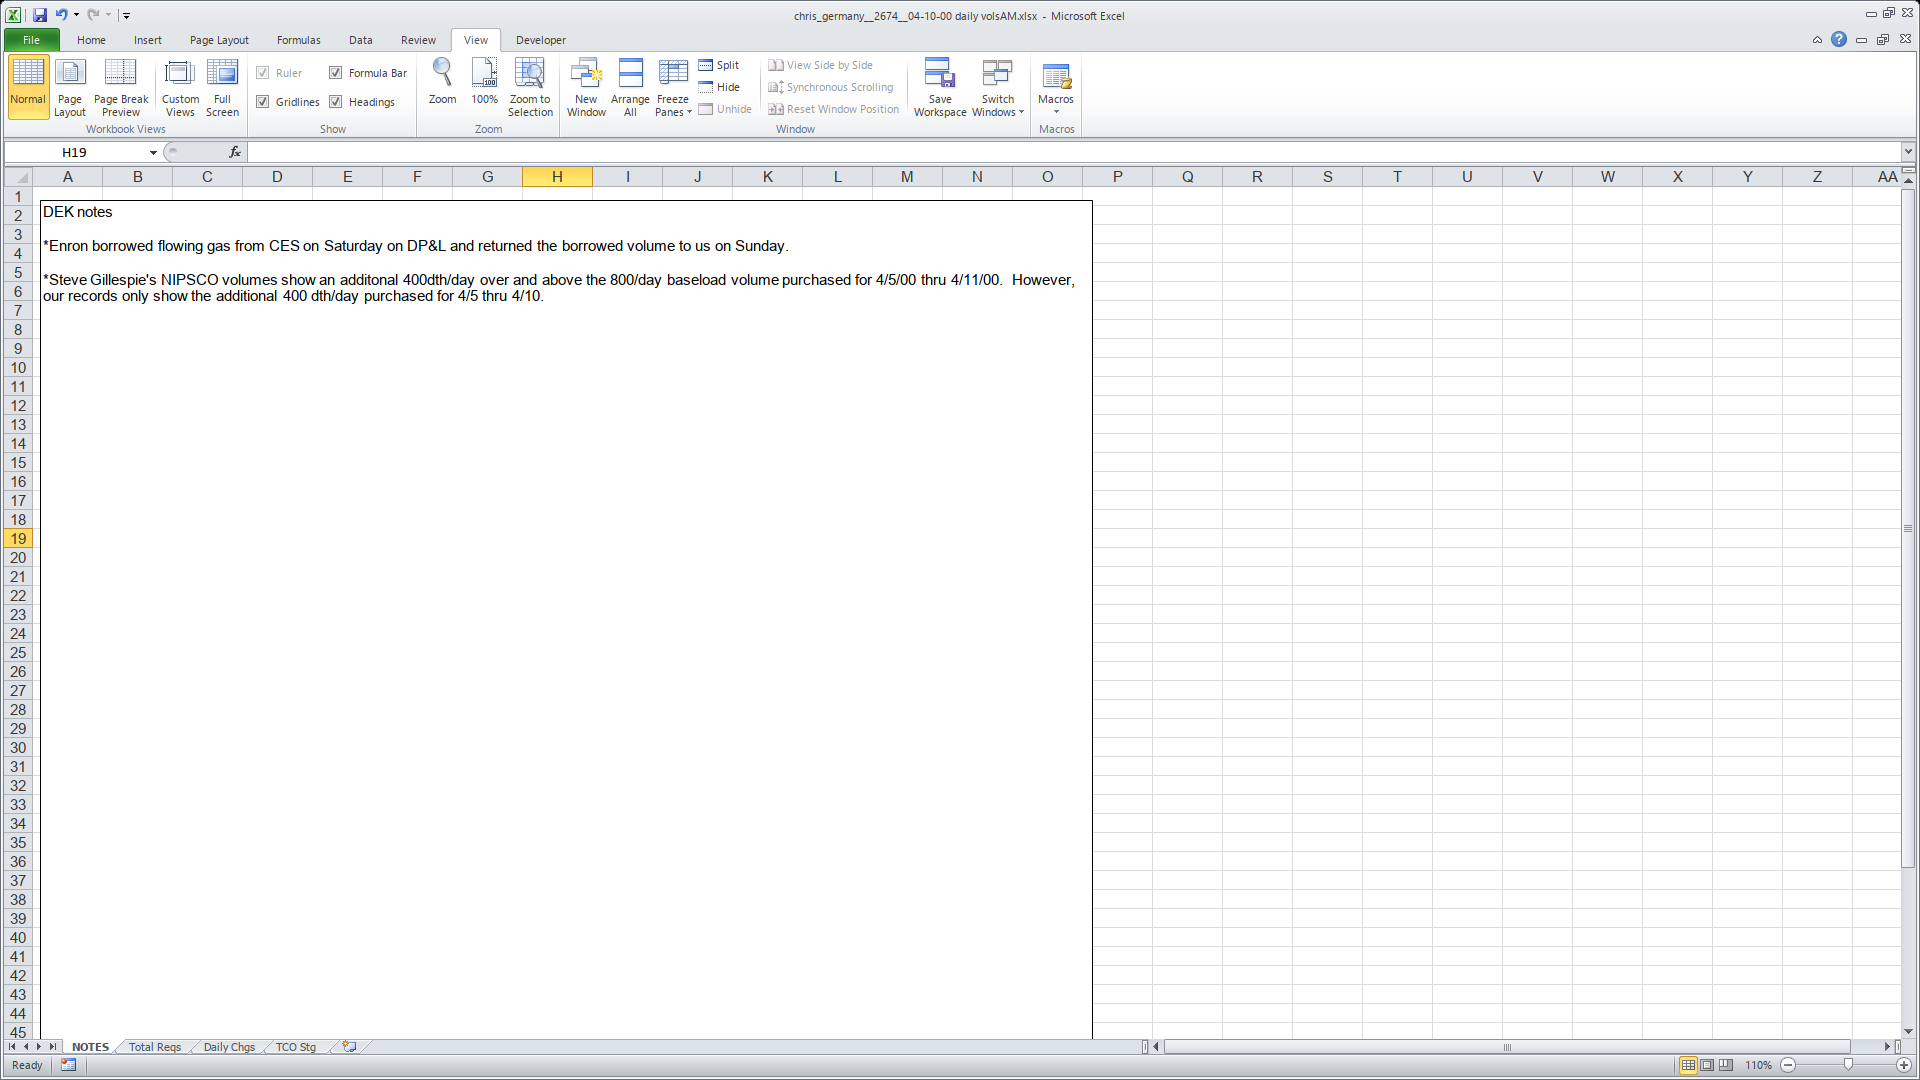 chris_germany__2674__04-10-00 daily volsAM.xlsx - Microsoft Excel
File Home Insert Page Layout Formulas Data Review View Developer
Normal Page Layout Page Break Preview Custom Views Full Screen
Workbook Views
Ruler Formula Bar
Gridlines Headings
Show
Zoom 100% Zoom to Selection
Zoom
New Window Arrange All Freeze Panes Split Hide Unhide
View Side by Side
Synchronous Scrolling
Reset Window Position
Save Workspace Switch Windows
Window
Macros
Macros
H19 fx
A B C D E F G H I J K L M N O P Q R S T U V W X Y Z AA
1
2
3
4
5
6
7
8
9
10
11
12
13
14
15
16
17
18
19
20
21
22
23
24
25
26
27
28
29
30
31
32
33
34
35
36
37
38
39
40
41
42
43
44
45
DEK notes
*Enron borrowed flowing gas from CES on Saturday on DP&L and returned the borrowed volume to us on Sunday.
*Steve Gillespie's NIPSCO volumes show an additonal 400dth/day over and above the 800/day baseload volume purchased for 4/5/00 thru 4/11/00. However,
our records only show the additional 400 dth/day purchased for 4/5 thru 4/10.
NOTES Total Reqs Daily Chgs TCO Stg
Ready 110%